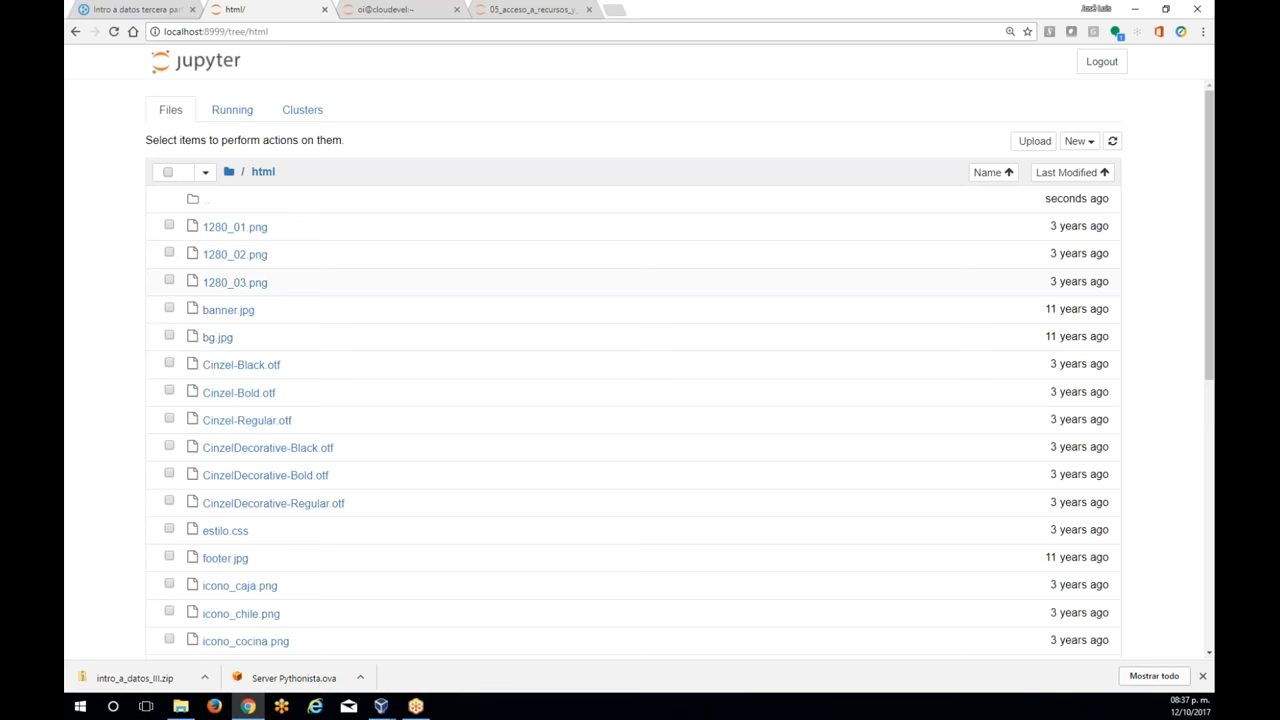 Intro a datos tercera par
html/
oi@cloudevel:~
05_acceso_a_recursos_y_
José Luis
localhost:8999/tree/html
jupyter
Logout
Files
Running
Clusters
Select items to perform actions on them.
Upload
New
/ html
Name
Last Modified
..
seconds ago
1280_01.png
3 years ago
1280_02.png
3 years ago
1280_03.png
3 years ago
banner.jpg
11 years ago
bg.jpg
11 years ago
Cinzel-Black.otf
3 years ago
Cinzel-Bold.otf
3 years ago
Cinzel-Regular.otf
3 years ago
CinzelDecorative-Black.otf
3 years ago
CinzelDecorative-Bold.otf
3 years ago
CinzelDecorative-Regular.otf
3 years ago
estilo.css
3 years ago
footer.jpg
11 years ago
icono_caja.png
3 years ago
icono_chile.png
3 years ago
icono_cocina.png
3 years ago
intro_a_datos_III.zip
Server Pythonista.ova
Mostrar todo
08:37 p. m.
12/10/2017